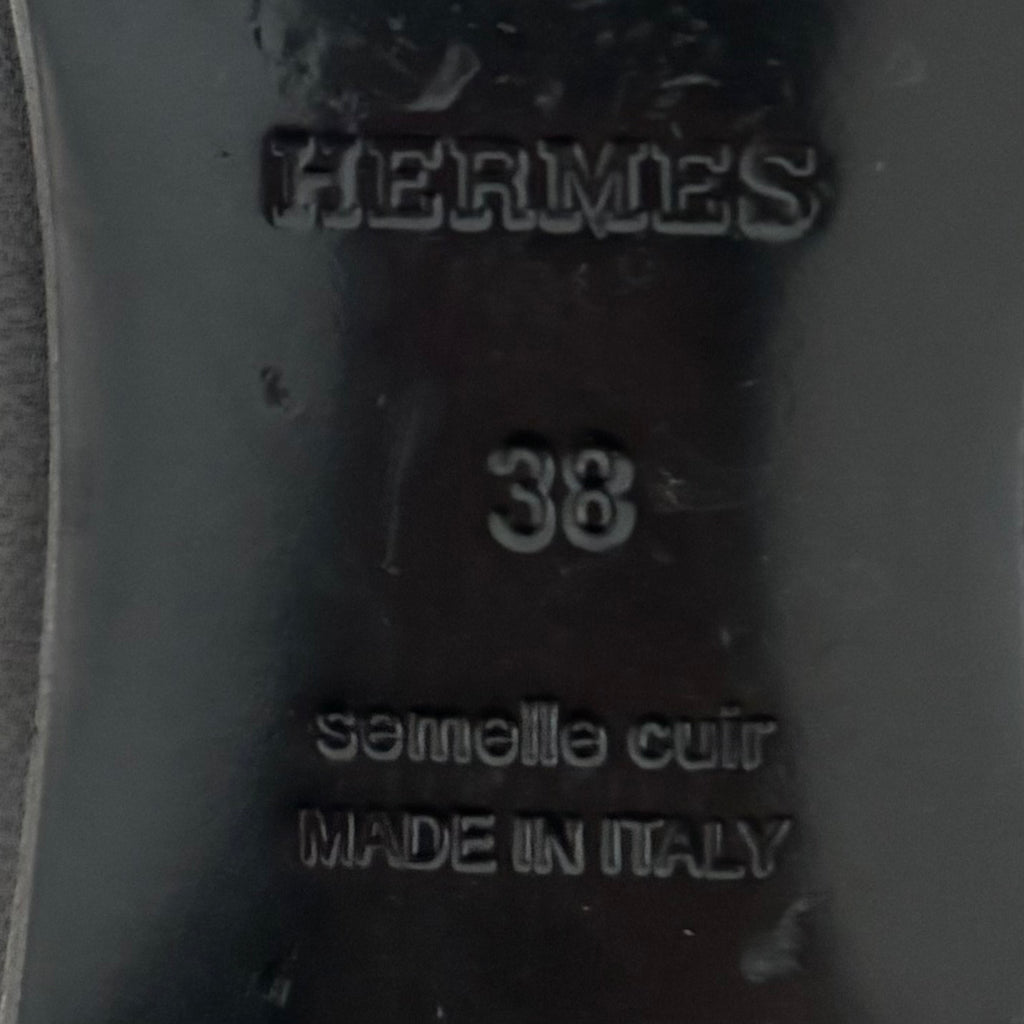 HERMES
38
semelle cuir
MADE IN ITALY